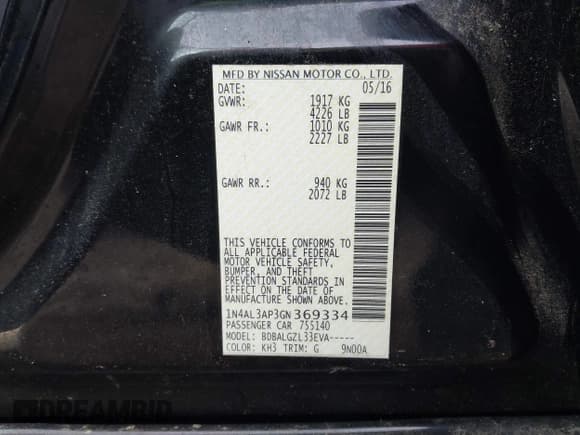 MFD BY NISSAN MOTOR CO., LTD.
DATE: 05/16
GVWR: 1917 KG
4226 LB
GAWR FR.: 1010 KG
2227 LB
GAWR RR.: 940 KG
2072 LB
THIS VEHICLE CONFORMS TO
ALL APPLICABLE FEDERAL
MOTOR VEHICLE SAFETY,
BUMPER, AND THEFT
PREVENTION STANDARDS
IN EFFECT ON THE DATE OF
MANUFACTURE SHOWN ABOVE.
1N4AL3AP3GN369334
PASSENGER CAR 755140
MODEL: BDBALGZL33EVA-----
COLOR: KH3 TRIM: G 9N00A
DREAMBID